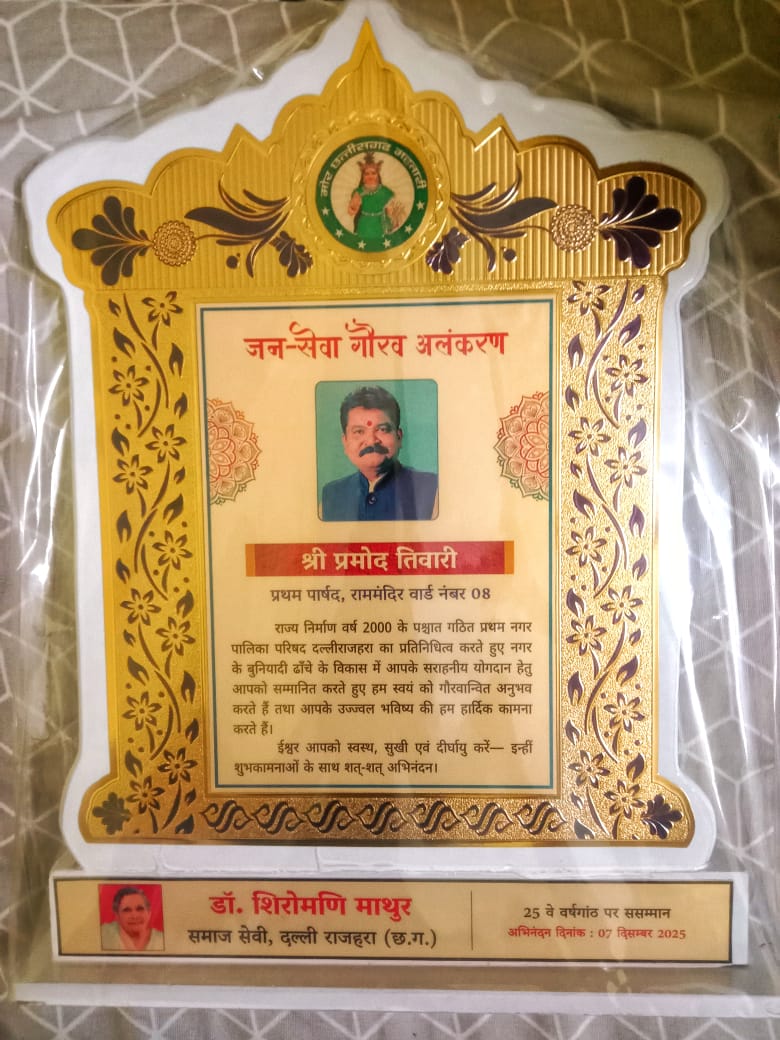 मोर छत्तीसगढ़ महतारी
जन-सेवा गौरव अलंकरण
श्री प्रमोद तिवारी
प्रथम पार्षद, राममंदिर वार्ड नंबर 08
राज्य निर्माण वर्ष 2000 के पश्चात गठित प्रथम नगर
पालिका परिषद दल्लीराजहरा का प्रतिनिधित्व करते हुए नगर
के बुनियादी ढाँचे के विकास में आपके सराहनीय योगदान हेतु
आपको सम्मानित करते हुए हम स्वयं को गौरवान्वित अनुभव
करते हैं तथा आपके उज्ज्वल भविष्य की हम हार्दिक कामना
करते हैं।
ईश्वर आपको स्वस्थ, सुखी एवं दीर्घायु करें— इन्हीं
शुभकामनाओं के साथ शत्-शत् अभिनंदन।
डॉ. शिरोमणि माथुर
समाज सेवी, दल्ली राजहरा (छ.ग.)
25 वे वर्षगांठ पर ससम्मान
अभिनंदन दिनांक : 07 दिसम्बर 2025